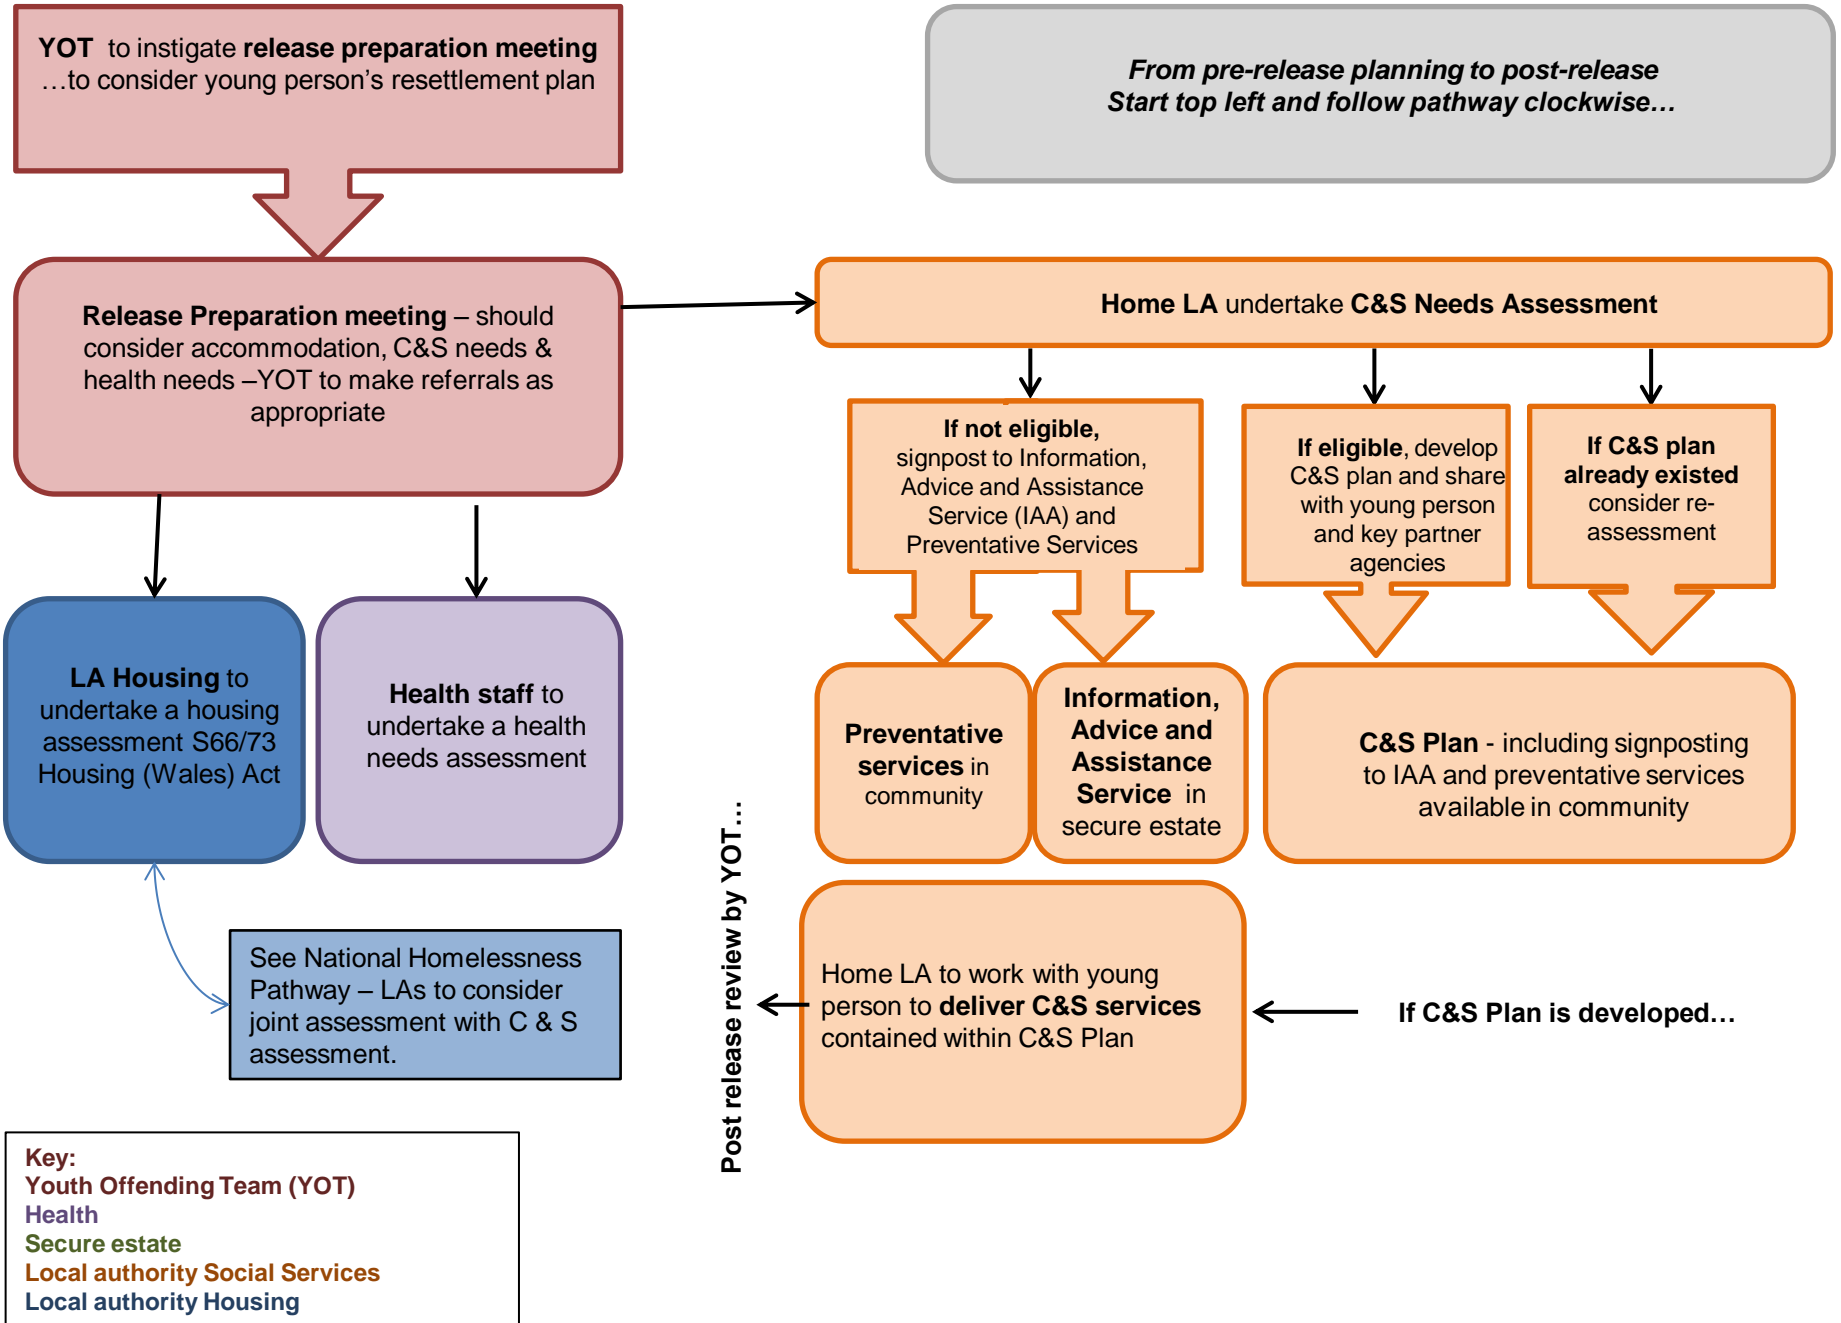 YOT to instigate release preparation meeting
…to consider young person's resettlement plan
From pre-release planning to post-release
Start top left and follow pathway clockwise…
Release Preparation meeting – should
consider accommodation, C&S needs &
health needs –YOT to make referrals as
appropriate
Home LA undertake C&S Needs Assessment
If not eligible,
signpost to Information,
Advice and Assistance
Service (IAA) and
Preventative Services
If eligible, develop
C&S plan and share
with young person
and key partner
agencies
If C&S plan
already existed
consider re-
assessment
LA Housing to
undertake a housing
assessment S66/73
Housing (Wales) Act
Health staff to
undertake a health
needs assessment
Preventative
services in
community
Information,
Advice and
Assistance
Service in
secure estate
C&S Plan - including signposting
to IAA and preventative services
available in community
If C&S Plan is developed…
Home LA to work with young
person to deliver C&S services
contained within C&S Plan
Post release review by YOT…
See National Homelessness
Pathway – LAs to consider
joint assessment with C & S
assessment.
Key:
Youth Offending Team (YOT)
Health
Secure estate
Local authority Social Services
Local authority Housing